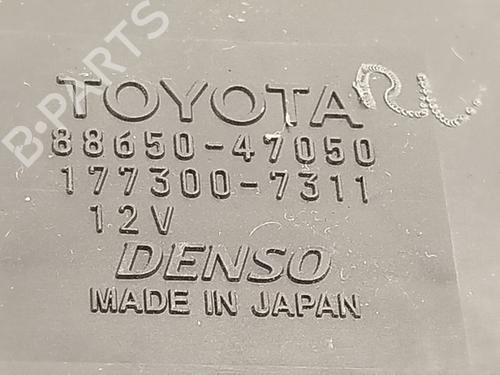 TOYOTA
88650-47050
177300-7311
12V
DENSO
MADE IN JAPAN
B-PARTS